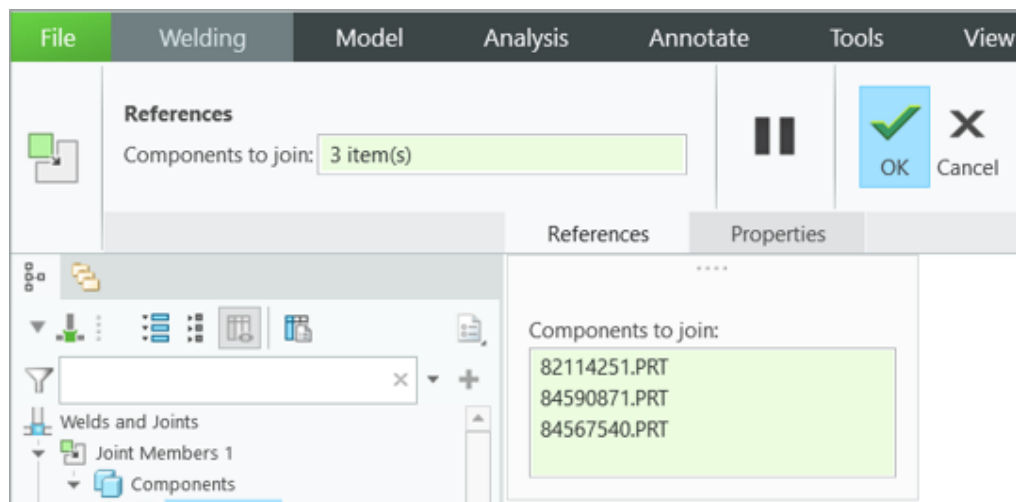 File Welding Model Analysis Annotate Tools View
References
Components to join: 3 item(s)
OK Cancel
References Properties
Components to join:
82114251.PRT
84590871.PRT
84567540.PRT
Welds and Joints
Joint Members 1
Components